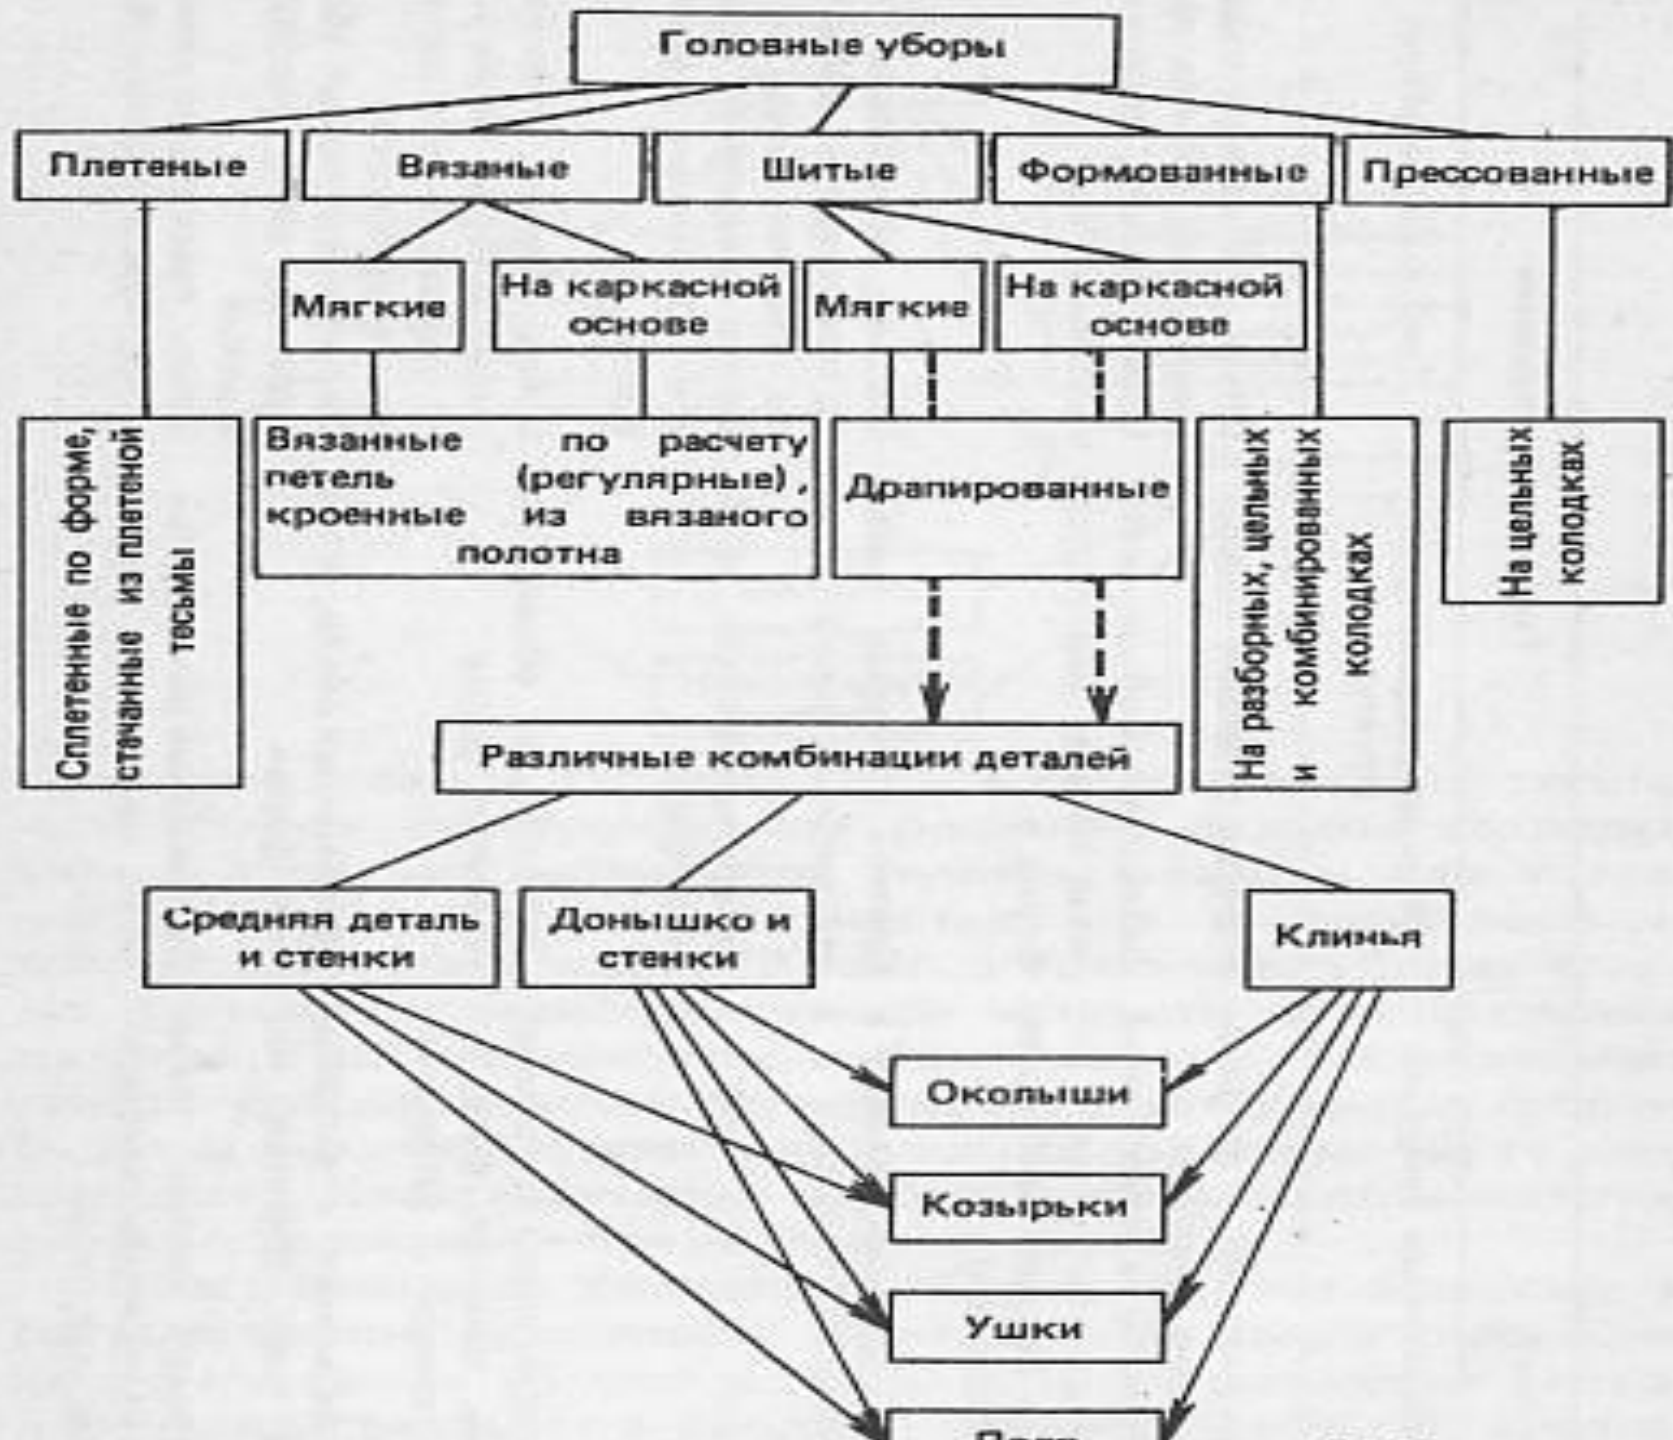 Головные уборы
Плетеные
Вязаные
Шитые
Формованные
Прессованные
Мягкие
На каркасной
основе
Мягкие
На каркасной
основе
Сплетенные по форме,
стачанные из плетеной
тесьмы
Вязанные по расчету
петель (регулярные),
кроенные из вязаного
полотна
Драпированные
На разборных, цельных
и комбинированных
колодках
На цельных
колодках
Различные комбинации деталей
Средняя деталь
и стенки
Донышко и
стенки
Клинья
Околыши
Козырьки
Ушки